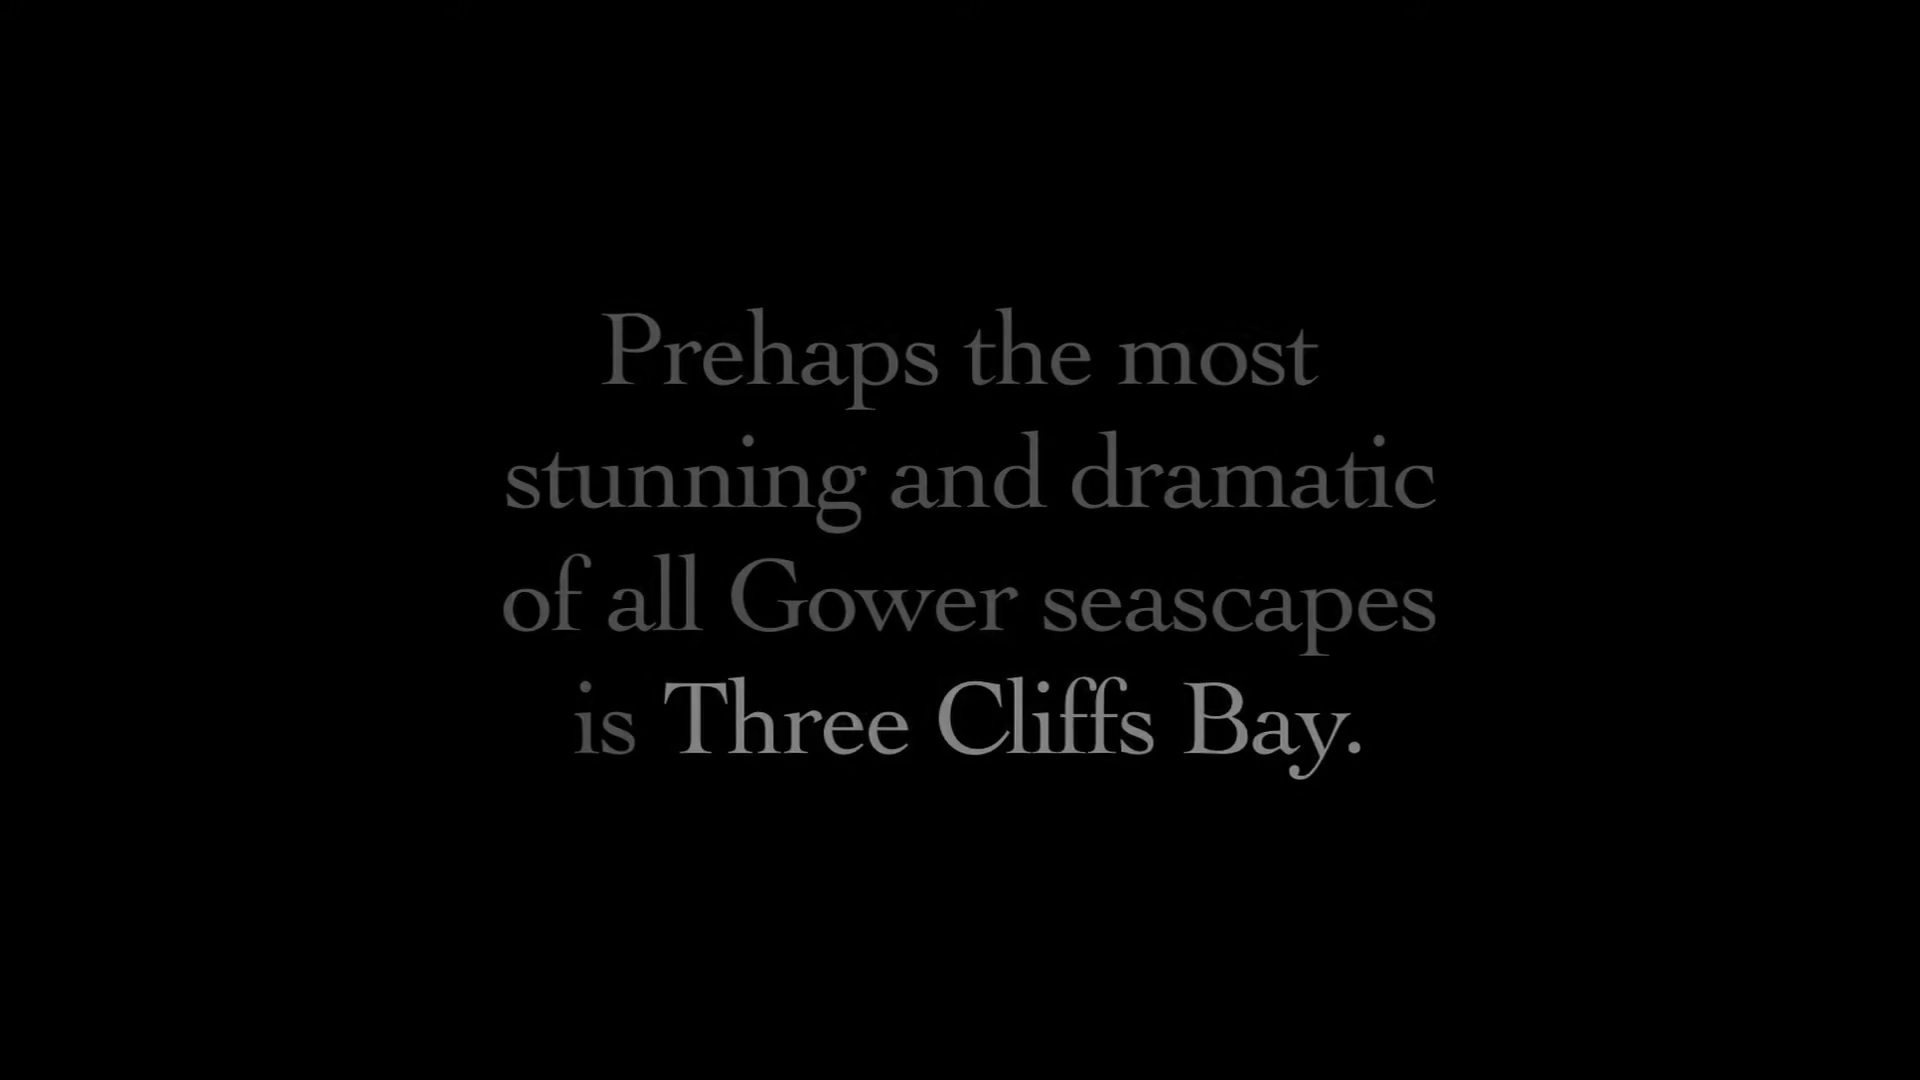 Prehaps the most
stunning and dramatic
of all Gower seascapes
is Three Cliffs Bay.